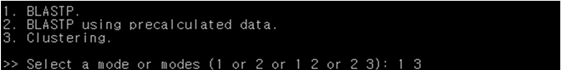 1. BLASTP.
2. BLASTP using precalculated data.
3. Clustering.
>> Select a mode or modes (1 or 2 or 1 2 or 2 3): 1 3